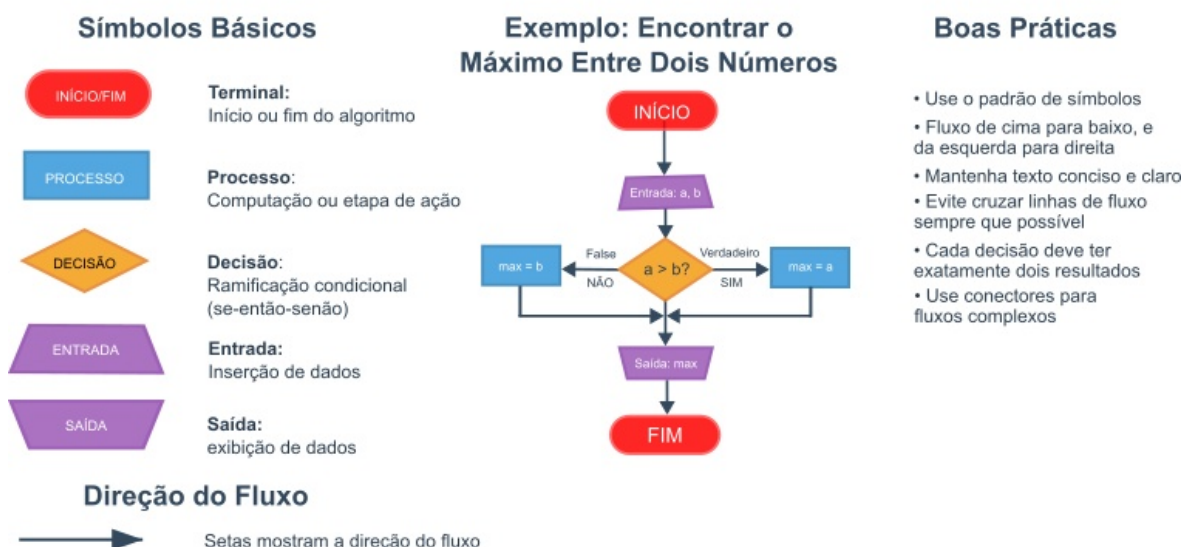 Símbolos Básicos
INÍCIO/FIM
Terminal:
Início ou fim do algoritmo
PROCESSO
Processo:
Computação ou etapa de ação
DECISÃO
Decisão:
Ramificação condicional
(se-então-senão)
ENTRADA
Entrada:
Inserção de dados
SAÍDA
Saída:
exibição de dados
Direção do Fluxo
Setas mostram a direção do fluxo
Exemplo: Encontrar o
Máximo Entre Dois Números
INÍCIO
Entrada: a, b
False
Verdadeiro
max = b
a > b?
max = a
NÃO
SIM
Saída: max
FIM
Boas Práticas
• Use o padrão de símbolos
• Fluxo de cima para baixo, e
da esquerda para direita
• Mantenha texto conciso e claro
• Evite cruzar linhas de fluxo
sempre que possível
• Cada decisão deve ter
exatamente dois resultados
• Use conectores para
fluxos complexos